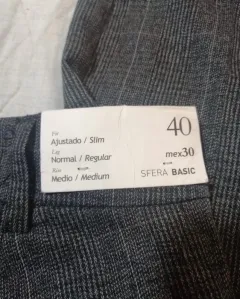 Fit
Ajustado / Slim
Leg
Normal / Regular
Rise
Medio / Medium
40
mex30
SFERA BASIC